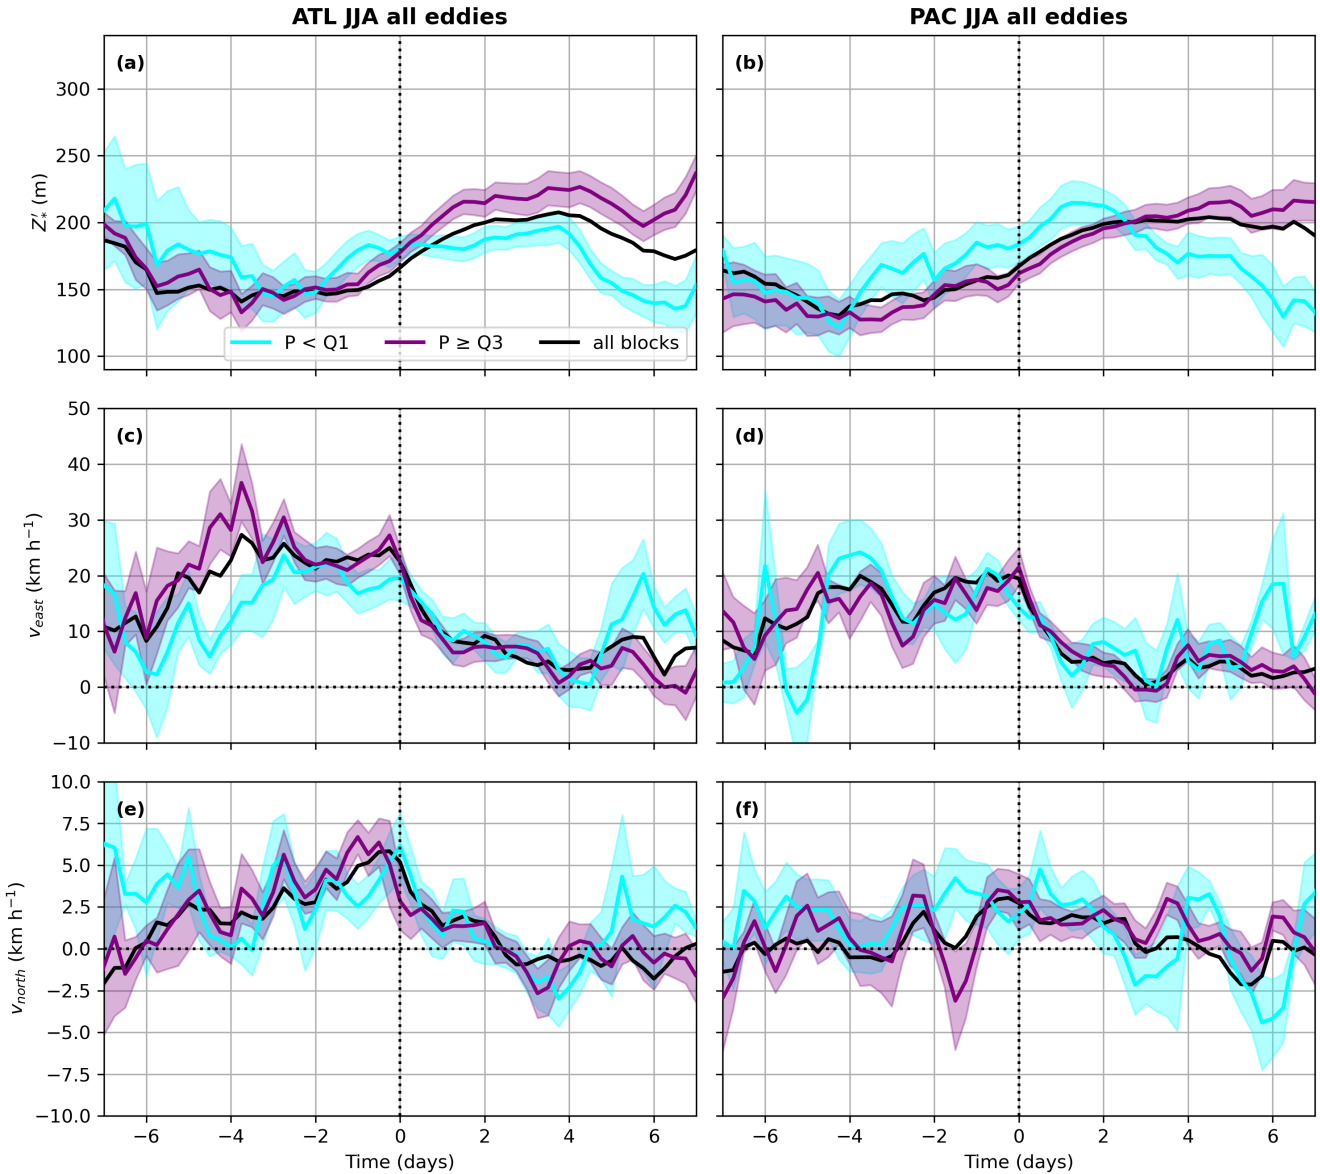 ATL JJA all eddies
PAC JJA all eddies
(a)
(b)
300
250
200
150
100
Z′* (m)
P < Q1
P ≥ Q3
all blocks
(c)
(d)
50
40
30
20
10
0
−10
v_east (km h⁻¹)
(e)
(f)
10.0
7.5
5.0
2.5
0.0
−2.5
−5.0
−7.5
−10.0
v_north (km h⁻¹)
−6 −4 −2 0 2 4 6
−6 −4 −2 0 2 4 6
Time (days)
Time (days)